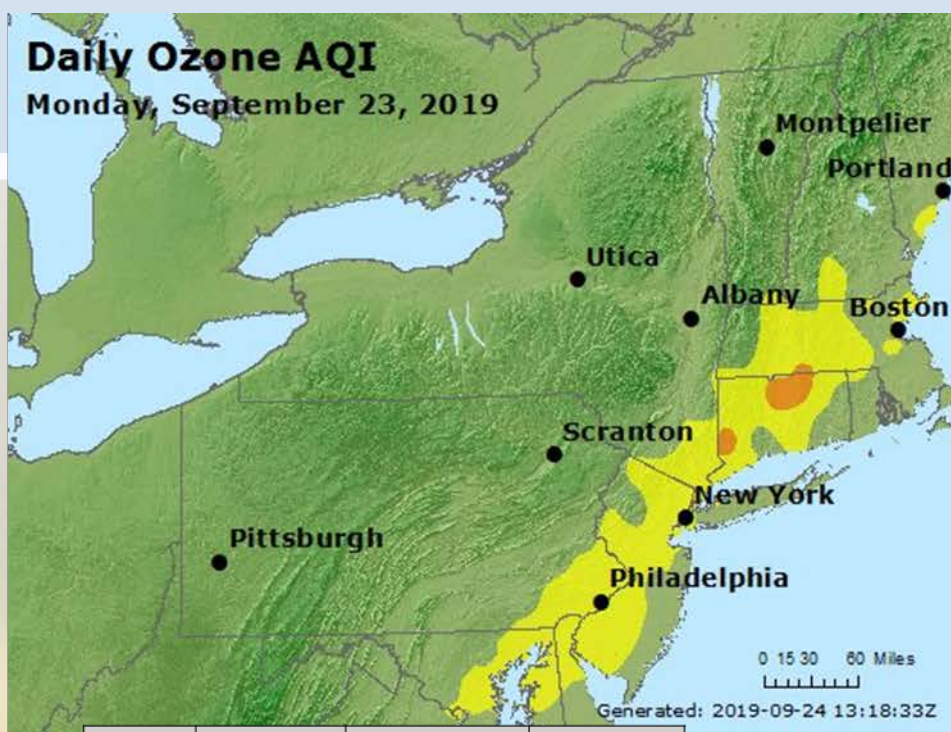 Daily Ozone AQI
Monday, September 23, 2019
Montpelier
Portland
Utica
Albany
Boston
Scranton
New York
Pittsburgh
Philadelphia
0 15 30 60 Miles
Generated: 2019-09-24 13:18:33Z